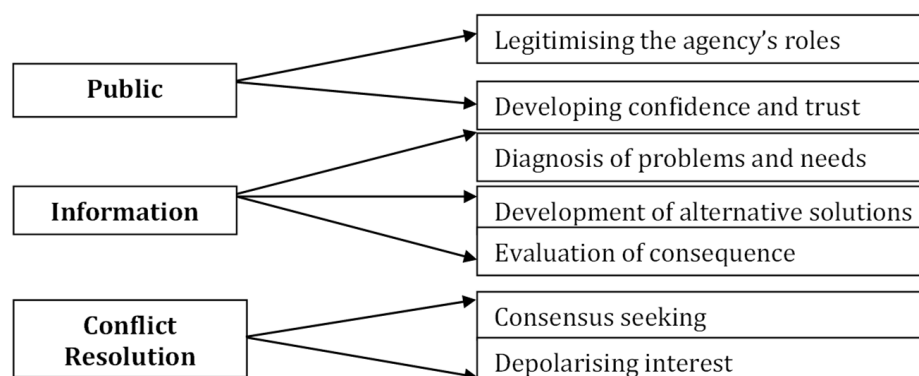 Public
Legitimising the agency's roles
Developing confidence and trust
Information
Diagnosis of problems and needs
Development of alternative solutions
Evaluation of consequence
Conflict
Resolution
Consensus seeking
Depolarising interest